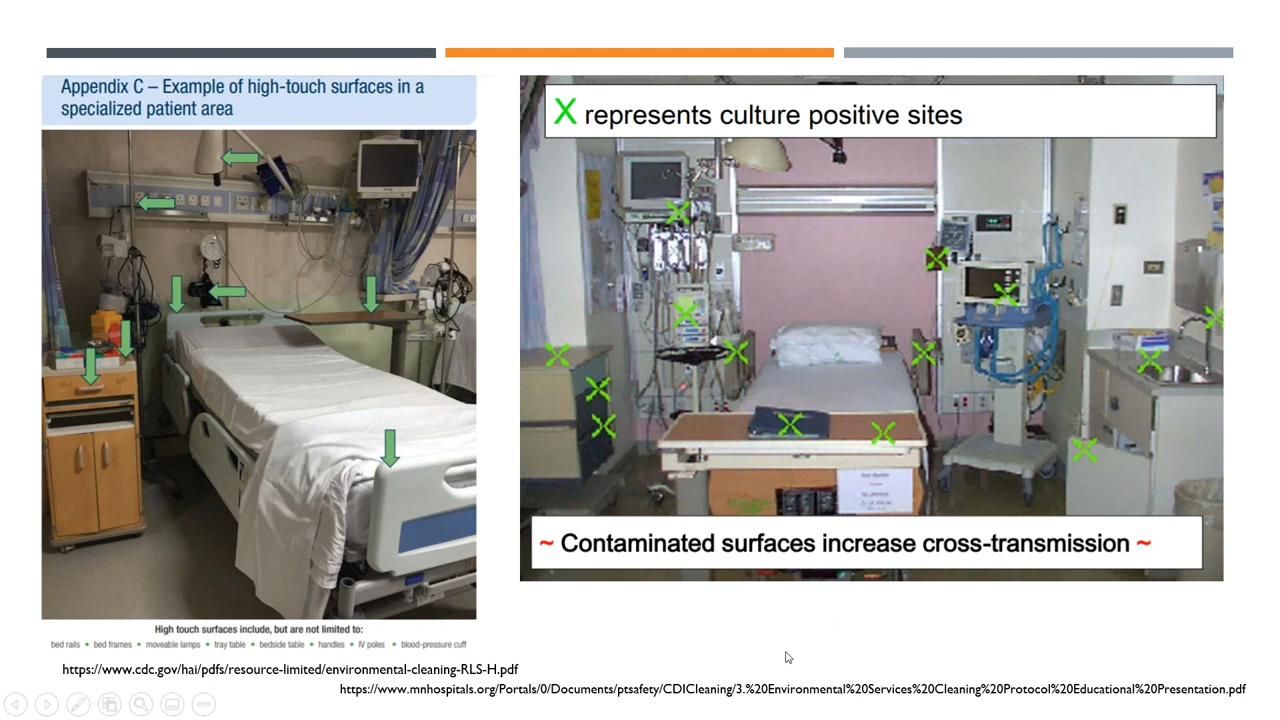 Appendix C – Example of high-touch surfaces in a
specialized patient area
High touch surfaces include, but are not limited to:
bed rails • bed frames • moveable lamps • tray table • bedside table • handles • IV poles • blood-pressure cuff
https://www.cdc.gov/hai/pdfs/resource-limited/environmental-cleaning-RLS-H.pdf
X represents culture positive sites
~ Contaminated surfaces increase cross-transmission ~
https://www.mnhospitals.org/Portals/0/Documents/ptsafety/CDICleaning/3.%20Environmental%20Services%20Cleaning%20Protocol%20Educational%20Presentation.pdf